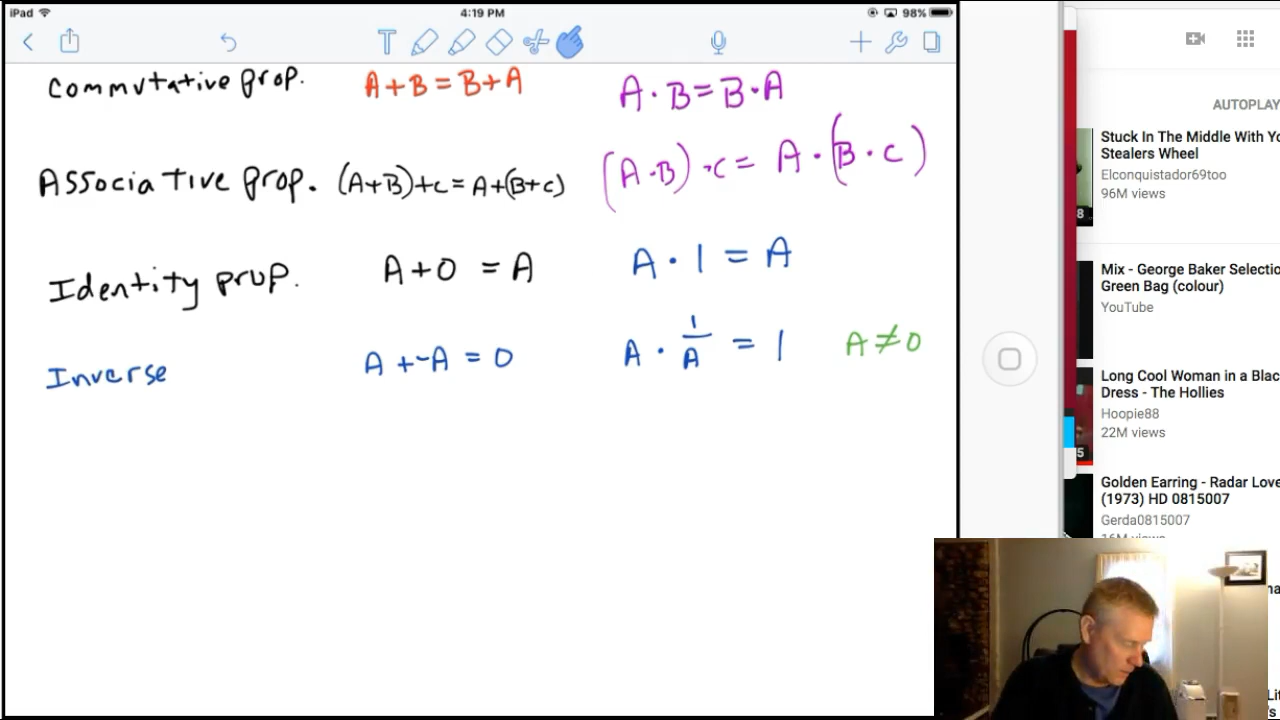 iPad 4:19 PM 98%
T
Commutative prop. A+B=B+A A·B=B·A
Associative prop. (A+B)+c=A+(B+c) (A·B)·c= A·(B·c)
Identity prop. A+0 = A A·1 = A
Inverse A+-A = 0 A·1/A = 1 A≠0
AUTOPLAY
Stuck In The Middle With
Stealers Wheel
Elconquistador69too
96M views
8
Mix - George Baker Selectio
Green Bag (colour)
YouTube
Long Cool Woman in a Blac
Dress - The Hollies
Hoopie88
22M views
5
Golden Earring - Radar Love
(1973) HD 0815007
Gerda0815007